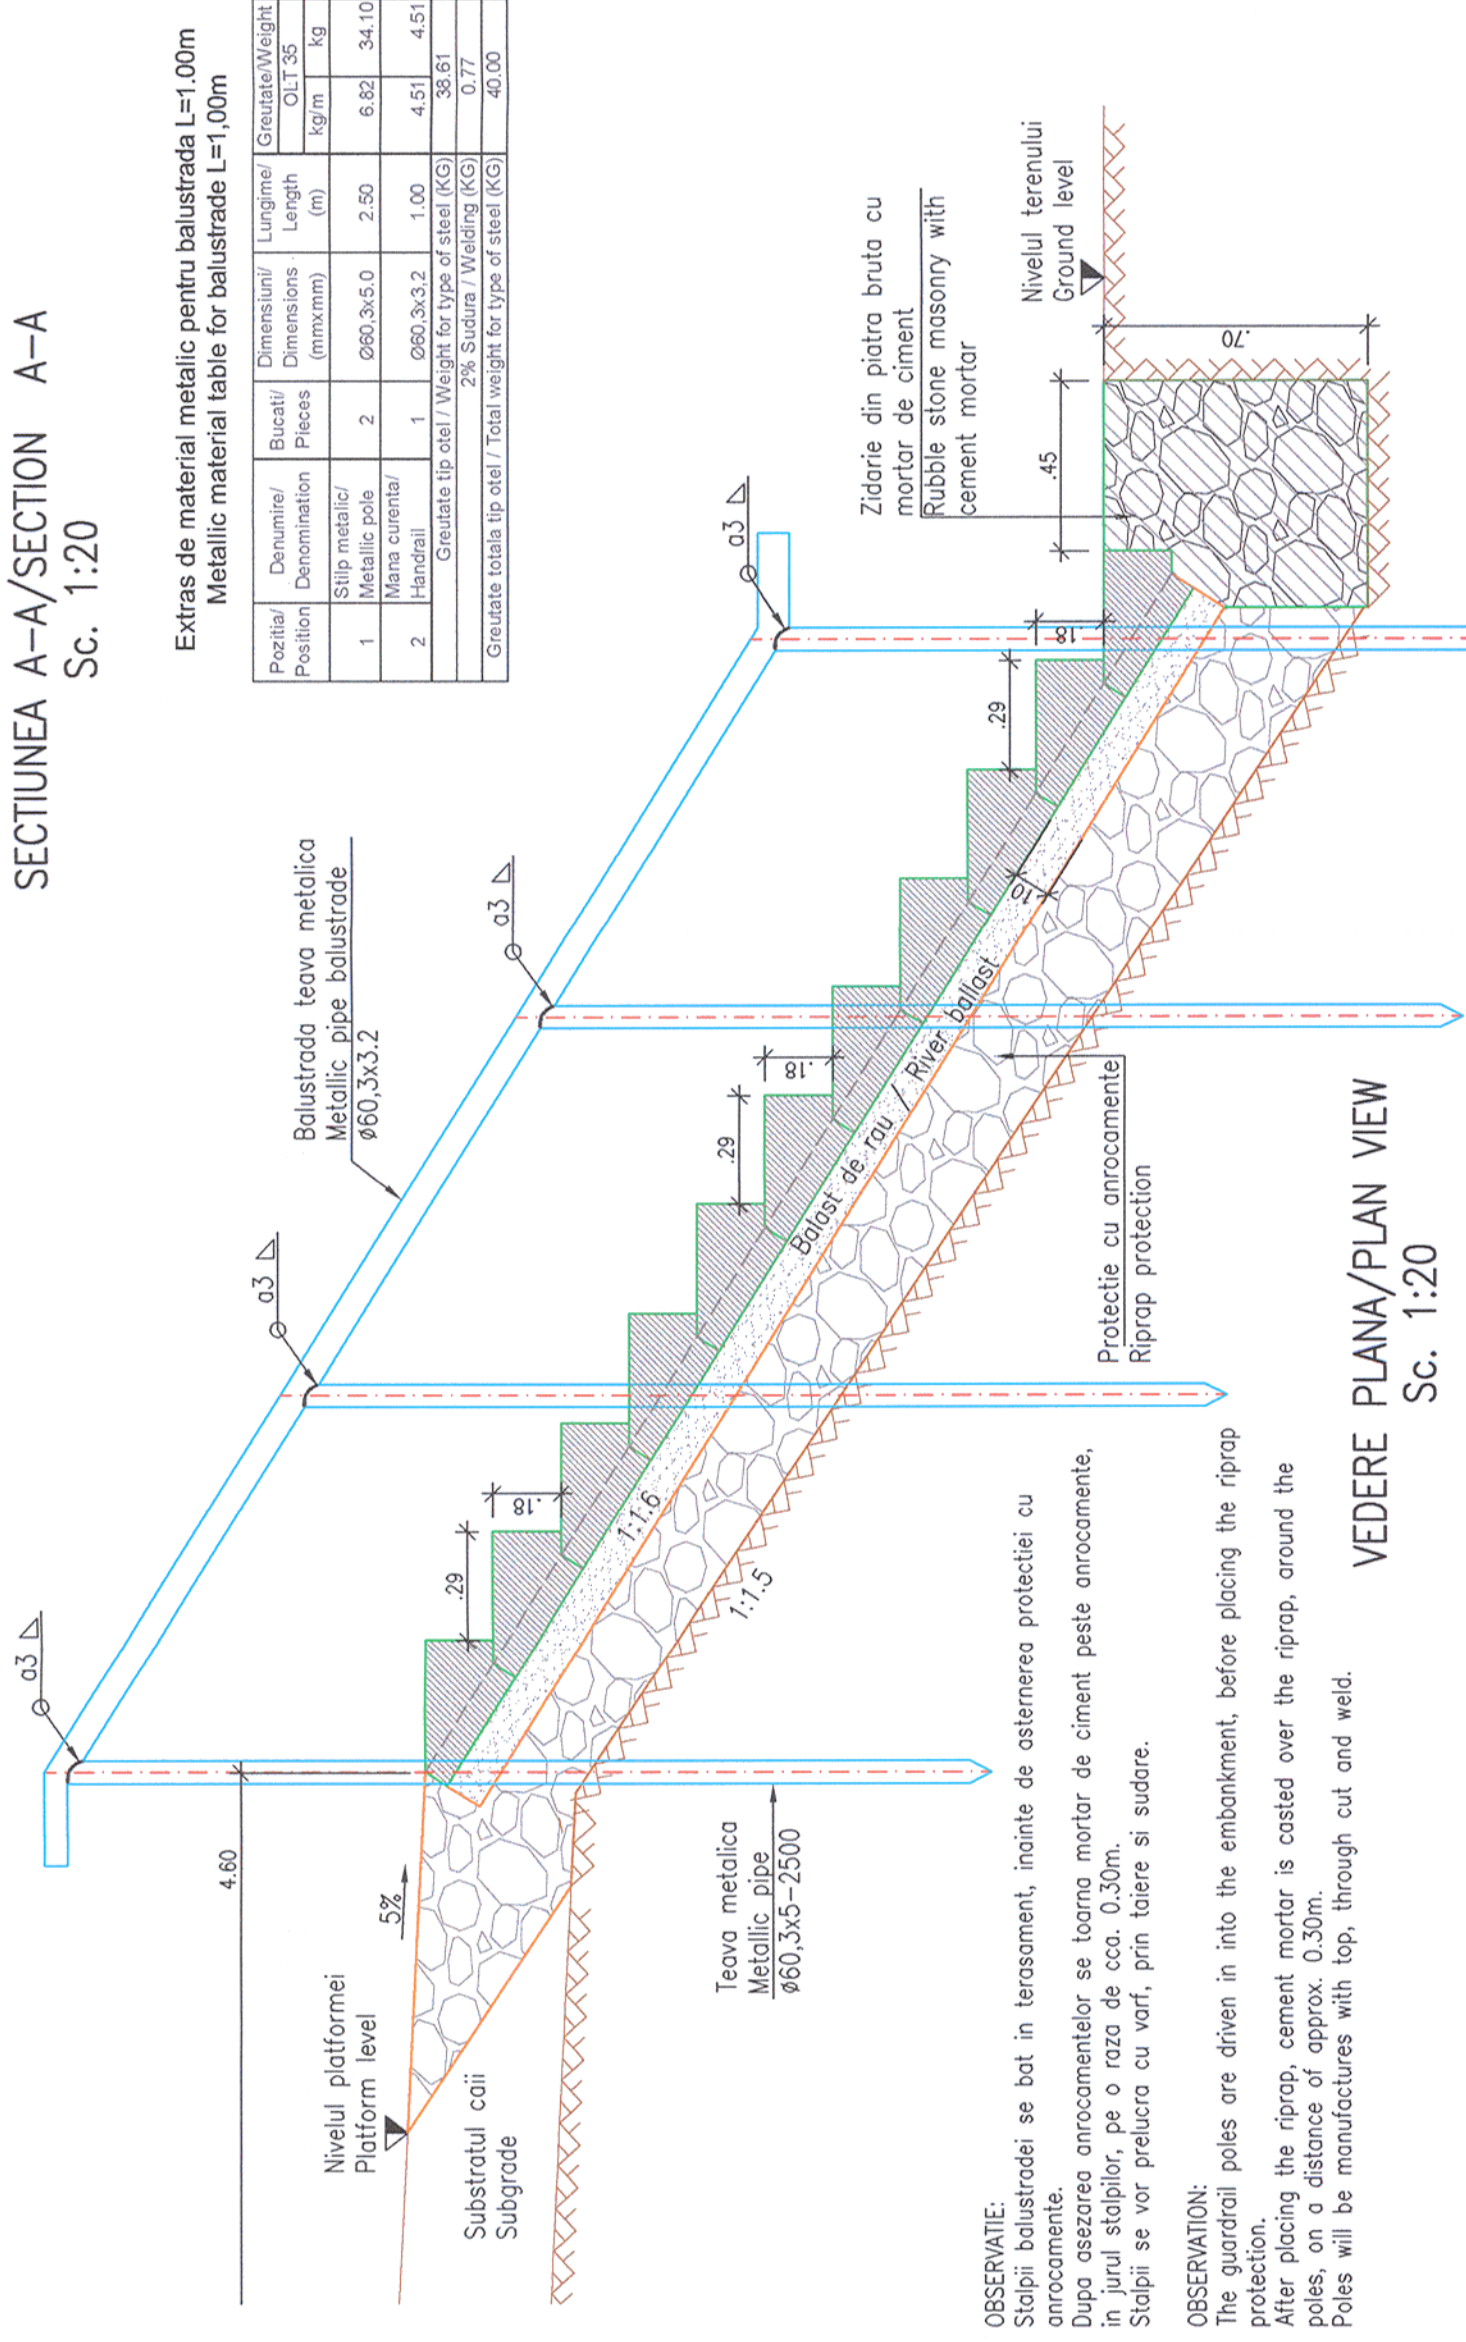 SECTIUNEA A-A/SECTION A-A
Sc. 1:20
Extras de material metalic pentru balustrada L=1.00m
Metallic material table for balustrade L=1,00m
Pozitia/ Position | Denumire/ Denomination | Bucati/ Pieces | Dimensiuni/ Dimensions (mmxmm) | Lungime/ Length (m) | Greutate/Weight OLT 35 kg/m | kg
1 | Stilp metalic/ Metallic pole | 2 | Ø60,3x5.0 | 2.50 | 6.82 | 34.10
2 | Mana curenta/ Handrail | 1 | Ø60,3x3,2 | 1.00 | 4.51 | 4.51
Greutate tip otel / Weight for type of steel (KG) | 38.61
2% Sudura / Welding (KG) | 0.77
Greutate totala tip otel / Total weight for type of steel (KG) | 40.00
a3
a3
a3
a3
Balustrada teava metalica
Metallic pipe balustrade
ø60,3x3.2
4.60
5%
Nivelul platformei
Platform level
Substratul caii
Subgrade
.29
.18
.29
.18
.29
.18
.45
.70
10
Zidarie din piatra bruta cu
mortar de ciment
Rubble stone masonry with
cement mortar
Nivelul terenului
Ground level
Balast de rau / River ballast
1:1.6
1:1.5
Protectie cu anrocamente
Riprap protection
Teava metalica
Metallic pipe
ø60,3x5-2500
OBSERVATIE:
Stalpii balustradei se bat in terasament, inainte de asternerea protectiei cu
anrocamente.
Dupa asezarea anrocamentelor se toarna mortar de ciment peste anrocamente,
in jurul stalpilor, pe o raza de cca. 0.30m.
Stalpii se vor prelucra cu varf, prin taiere si sudare.
OBSERVATION:
The guardrail poles are driven in into the embankment, before placing the riprap
protection.
After placing the riprap, cement mortar is casted over the riprap, around the
poles, on a distance of approx. 0.30m.
Poles will be manufactures with top, through cut and weld.
VEDERE PLANA/PLAN VIEW
Sc. 1:20